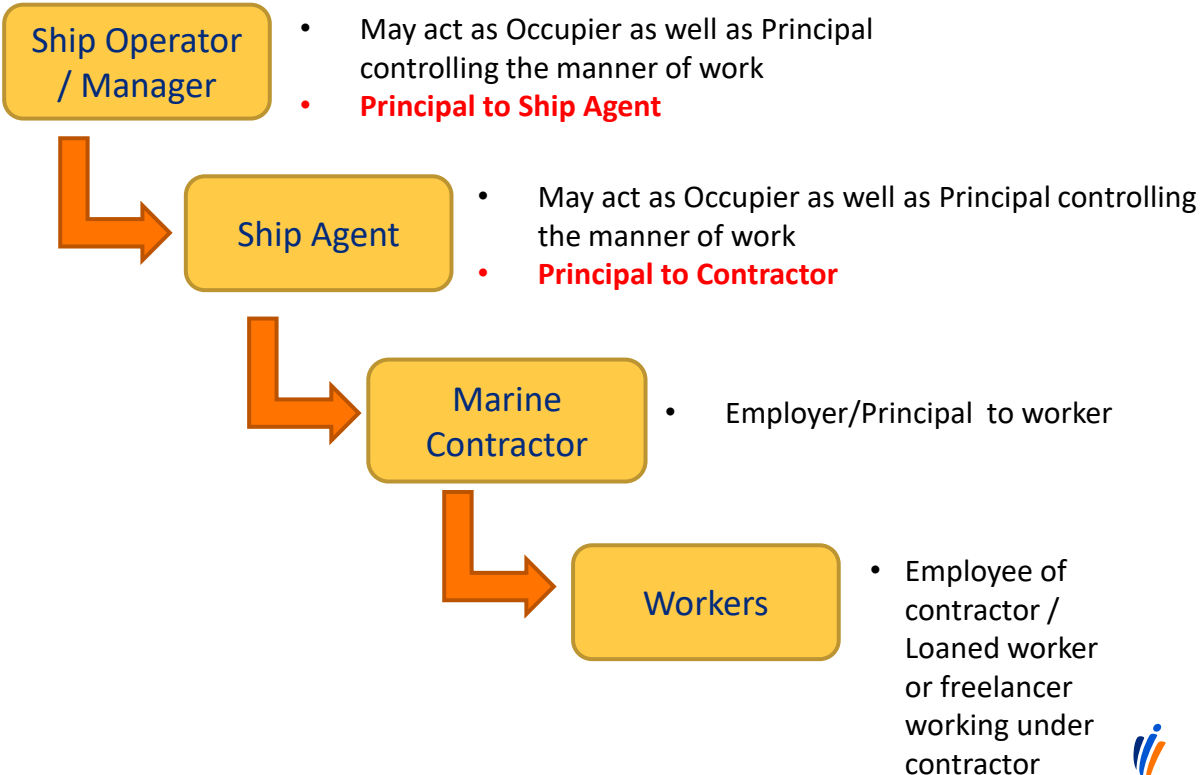 Ship Operator
/ Manager
• May act as Occupier as well as Principal
controlling the manner of work
• Principal to Ship Agent
Ship Agent
• May act as Occupier as well as Principal controlling
the manner of work
• Principal to Contractor
Marine
Contractor
• Employer/Principal to worker
Workers
• Employee of
contractor /
Loaned worker
or freelancer
working under
contractor